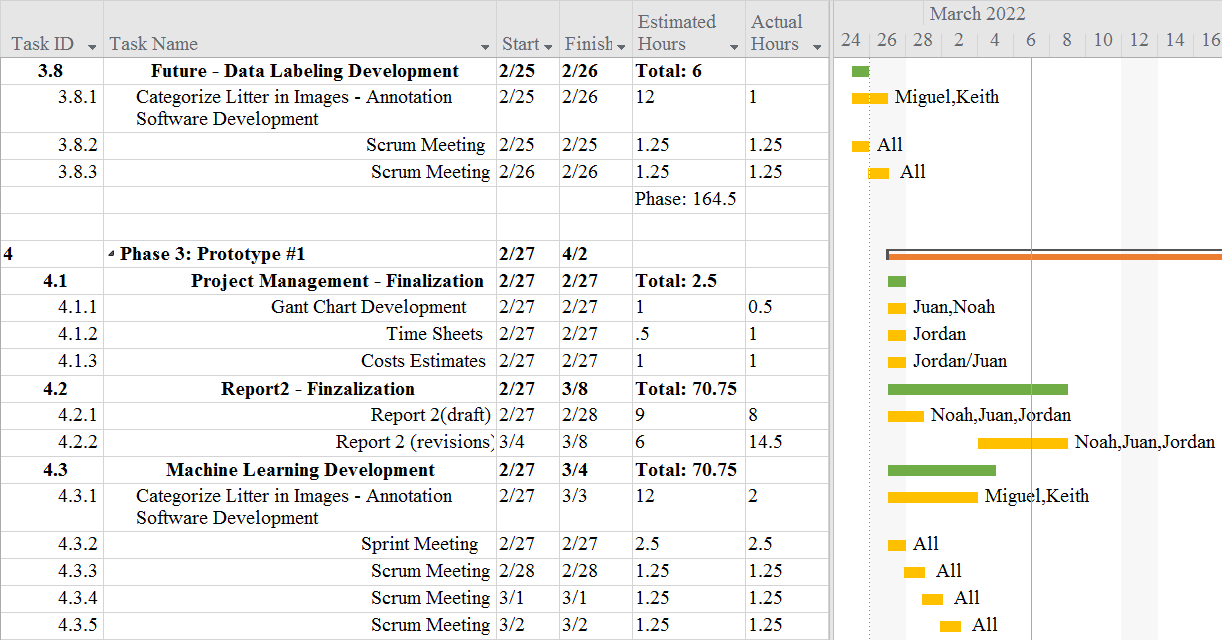 March 2022
Estimated Actual
Task ID Task Name Start Finish Hours Hours 24 26 28 2 4 6 8 10 12 14 16
3.8 Future - Data Labeling Development 2/25 2/26 Total: 6
3.8.1 Categorize Litter in Images - Annotation 2/25 2/26 12 1 Miguel,Keith
Software Development
3.8.2 Scrum Meeting 2/25 2/25 1.25 1.25 All
3.8.3 Scrum Meeting 2/26 2/26 1.25 1.25 All
Phase: 164.5
4 Phase 3: Prototype #1 2/27 4/2
4.1 Project Management - Finalization 2/27 2/27 Total: 2.5
4.1.1 Gant Chart Development 2/27 2/27 1 0.5 Juan,Noah
4.1.2 Time Sheets 2/27 2/27 .5 1 Jordan
4.1.3 Costs Estimates 2/27 2/27 1 1 Jordan/Juan
4.2 Report2 - Finzalization 2/27 3/8 Total: 70.75
4.2.1 Report 2(draft) 2/27 2/28 9 8 Noah,Juan,Jordan
4.2.2 Report 2 (revisions) 3/4 3/8 6 14.5 Noah,Juan,Jordan
4.3 Machine Learning Development 2/27 3/4 Total: 70.75
4.3.1 Categorize Litter in Images - Annotation 2/27 3/3 12 2 Miguel,Keith
Software Development
4.3.2 Sprint Meeting 2/27 2/27 2.5 2.5 All
4.3.3 Scrum Meeting 2/28 2/28 1.25 1.25 All
4.3.4 Scrum Meeting 3/1 3/1 1.25 1.25 All
4.3.5 Scrum Meeting 3/2 3/2 1.25 1.25 All